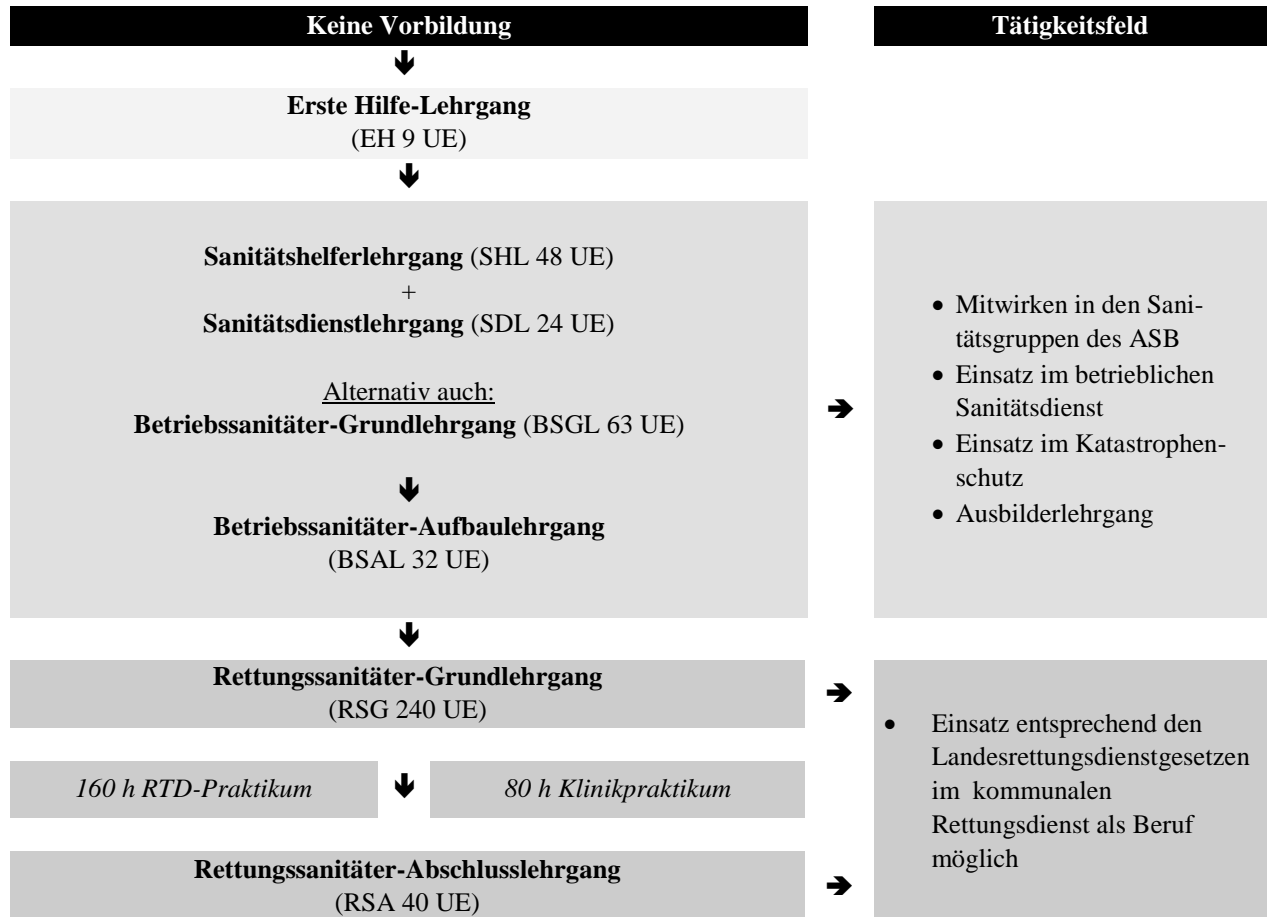 Keine Vorbildung
Tätigkeitsfeld
Erste Hilfe-Lehrgang
(EH 9 UE)
Sanitätshelferlehrgang (SHL 48 UE)
+
Sanitätsdienstlehrgang (SDL 24 UE)
Alternativ auch:
Betriebssanitäter-Grundlehrgang (BSGL 63 UE)
Betriebssanitäter-Aufbaulehrgang
(BSAL 32 UE)
• Mitwirken in den Sani-
tätsgruppen des ASB
• Einsatz im betrieblichen
Sanitätsdienst
• Einsatz im Katastrophen-
schutz
• Ausbilderlehrgang
Rettungssanitäter-Grundlehrgang
(RSG 240 UE)
160 h RTD-Praktikum
80 h Klinikpraktikum
Rettungssanitäter-Abschlusslehrgang
(RSA 40 UE)
• Einsatz entsprechend den
Landesrettungsdienstgesetzen
im kommunalen
Rettungsdienst als Beruf
möglich